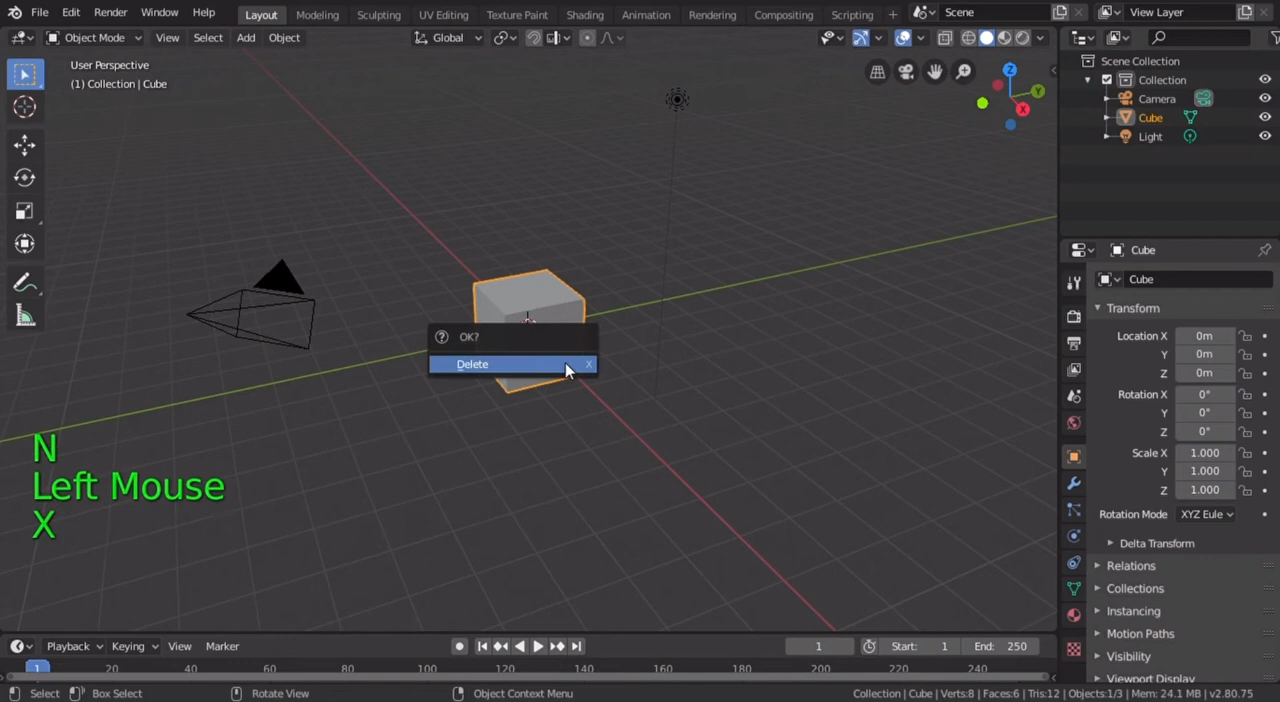 File Edit Render Window Help Layout Modeling Sculpting UV Editing Texture Paint Shading Animation Rendering Compositing Scripting + Scene View Layer
Object Mode View Select Add Object Global
User Perspective
(1) Collection | Cube
Z
Y
X
Scene Collection
Collection
Camera
Cube
Light
Cube
Cube
Transform
Location X 0m
Y 0m
Z 0m
Rotation X 0°
Y 0°
Z 0°
Scale X 1.000
Y 1.000
Z 1.000
Rotation Mode XYZ Eule
Delta Transform
Relations
Collections
Instancing
Motion Paths
Visibility
Viewport Display
OK?
Delete X
N
Left Mouse
X
Playback Keying View Marker 1 Start: 1 End: 250
1 20 40 60 80 100 120 140 160 180 200 220 240
Select Box Select Rotate View Object Context Menu Collection | Cube | Verts:8 | Faces:6 | Tris:12 | Objects:1/3 | Mem: 24.1 MB | v2.80.75